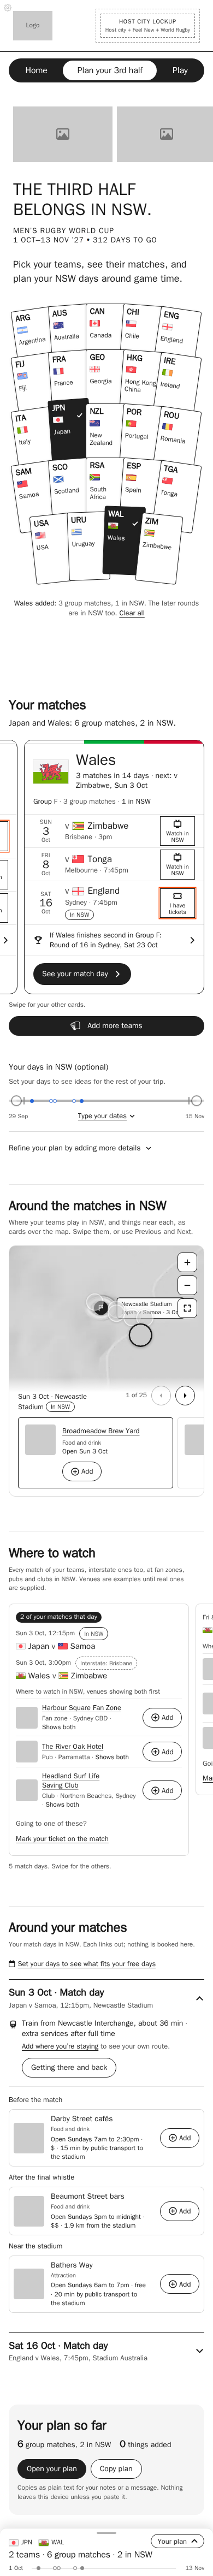 Logo
HOST CITY LOCKUP
Host city + Feel New + World Rugby
Home
Plan your 3rd half
Play
THE THIRD HALF
BELONGS IN NSW.
MEN'S RUGBY WORLD CUP
1 OCT–13 NOV '27 • 312 DAYS TO GO
Pick your teams, see their matches, and
plan your NSW days around game time.
ARG
Argentina
AUS
Australia
CAN
Canada
CHI
Chile
ENG
England
FIJ
Fiji
FRA
France
GEO
Georgia
HKG
Hong Kong
China
IRE
Ireland
ITA
Italy
JPN
Japan
NZL
New
Zealand
POR
Portugal
ROU
Romania
SAM
Samoa
SCO
Scotland
RSA
South
Africa
ESP
Spain
TGA
Tonga
USA
USA
URU
Uruguay
WAL
Wales
ZIM
Zimbabwe
Wales added: 3 group matches, 1 in NSW. The later rounds
are in NSW too. Clear all
Your matches
Japan and Wales: 6 group matches, 2 in NSW.
Wales
3 matches in 14 days · next: v
Zimbabwe, Sun 3 Oct
Group F · 3 group matches · 1 in NSW
SUN
3
Oct
v Zimbabwe
Brisbane · 3pm
Watch in
NSW
FRI
8
Oct
v Tonga
Melbourne · 7:45pm
Watch in
NSW
SAT
16
Oct
v England
Sydney · 7:45pm
In NSW
I have
tickets
If Wales finishes second in Group F:
Round of 16 in Sydney, Sat 23 Oct
See your match day
Swipe for your other cards.
Add more teams
Your days in NSW (optional)
Set your days to see ideas for the rest of your trip.
29 Sep
Type your dates
15 Nov
Refine your plan by adding more details
Around the matches in NSW
Where your teams play in NSW, and things near each, as
cards over the map. Swipe them, or use Previous and Next.
Newcastle Stadium
Sun 3 Oct · Newcastle
Stadium
In NSW
1 of 25
Broadmeadow Brew Yard
Food and drink
Open Sun 3 Oct
Add
Where to watch
Every match of your teams, interstate ones too, at fan zones,
pubs and clubs in NSW. Venues are examples until real ones
are supplied.
2 of your matches that day
Sun 3 Oct, 12:15pm
In NSW
Japan v Samoa
Sun 3 Oct, 3:00pm
Interstate: Brisbane
Wales v Zimbabwe
Where to watch in NSW, venues showing both first
Harbour Square Fan Zone
Fan zone · Sydney CBD ·
Shows both
Add
The River Oak Hotel
Pub · Parramatta · Shows both
Add
Headland Surf Life
Saving Club
Club · Northern Beaches, Sydney
· Shows both
Add
Going to one of these?
Mark your ticket on the match
5 match days. Swipe for the others.
Around your matches
Your match days in NSW. Each links out; nothing is booked here.
Set your days to see what fits your free days
Sun 3 Oct · Match day
Japan v Samoa, 12:15pm, Newcastle Stadium
Train from Newcastle Interchange, about 36 min ·
extra services after full time
Add where you're staying to see your own route.
Getting there and back
Before the match
Darby Street cafés
Food and drink
Open Sundays 7am to 2:30pm ·
$ · 15 min by public transport to
the stadium
Add
After the final whistle
Beaumont Street bars
Food and drink
Open Sundays 3pm to midnight ·
$$ · 1.9 km from the stadium
Add
Near the stadium
Bathers Way
Attraction
Open Sundays 6am to 7pm · free
· 20 min by public transport to
the stadium
Add
Sat 16 Oct · Match day
England v Wales, 7:45pm, Stadium Australia
Your plan so far
6 group matches, 2 in NSW 0 things added
Open your plan
Copy plan
Copies as plain text for your notes or a message. Nothing
leaves this device unless you paste it.
JPN
WAL
Your plan
2 teams · 6 group matches · 2 in NSW
1 Oct
13 Nov